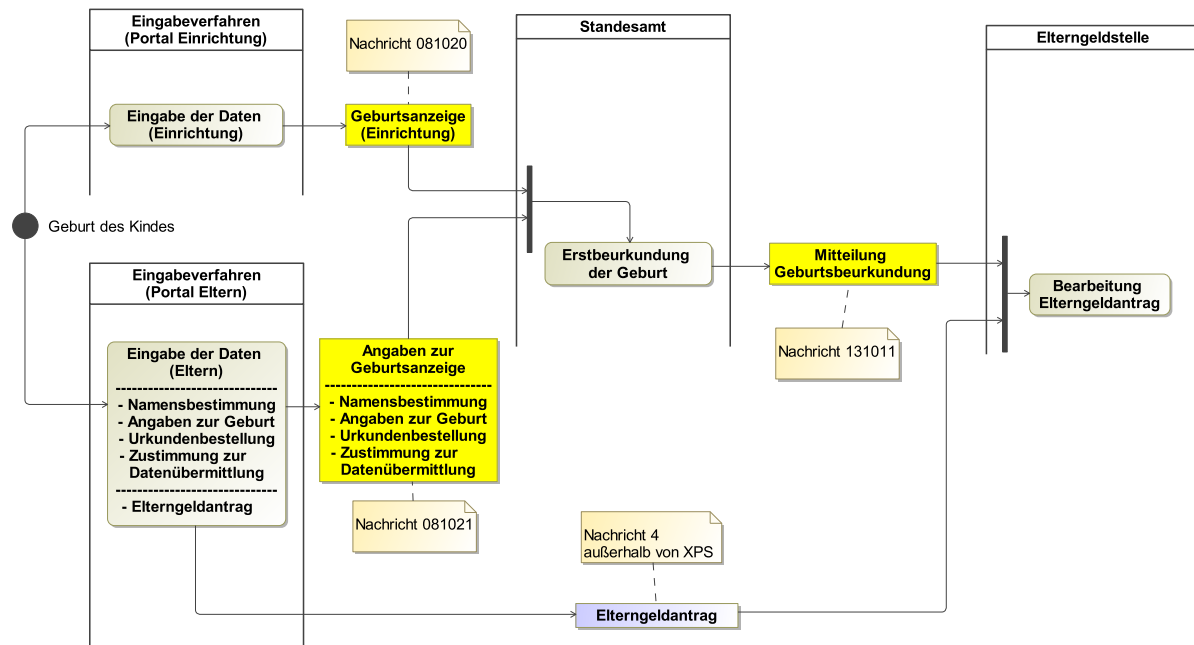 Eingabeverfahren
(Portal Einrichtung)
Nachricht 081020
Standesamt
Elterngeldstelle
Eingabe der Daten
(Einrichtung)
Geburtsanzeige
(Einrichtung)
Geburt des Kindes
Erstbeurkundung
der Geburt
Mitteilung
Geburtsbeurkundung
Bearbeitung
Elterngeldantrag
Nachricht 131011
Eingabeverfahren
(Portal Eltern)
Eingabe der Daten
(Eltern)
------------------------------
- Namensbestimmung
- Angaben zur Geburt
- Urkundenbestellung
- Zustimmung zur
Datenübermittlung
------------------------------
- Elterngeldantrag
Angaben zur
Geburtsanzeige
-------------------------------
- Namensbestimmung
- Angaben zur Geburt
- Urkundenbestellung
- Zustimmung zur
Datenübermittlung
Nachricht 081021
Nachricht 4
außerhalb von XPS
Elterngeldantrag